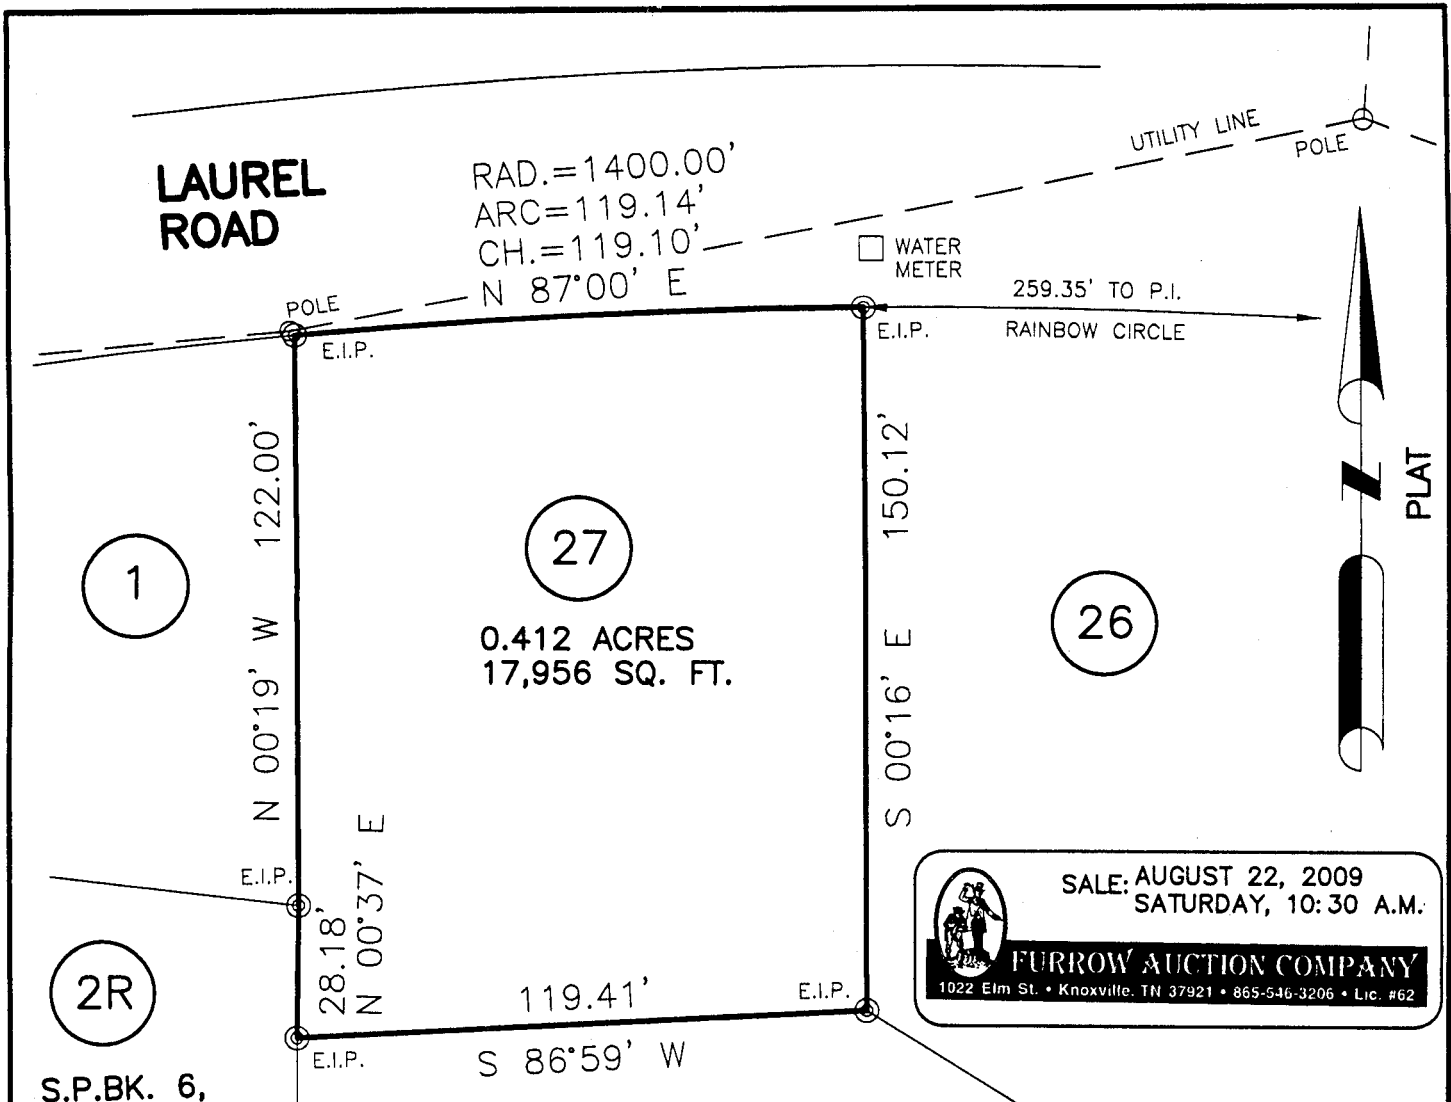 LAUREL
ROAD
RAD.=1400.00'
ARC=119.14'
CH.=119.10'
N 87°00' E
UTILITY LINE
POLE
WATER
METER
259.35' TO P.I.
RAINBOW CIRCLE
POLE
E.I.P.
E.I.P.
N 00°19' W 122.00'
S 00°16' E 150.12'
PLAT
N
1
27
26
0.412 ACRES
17,956 SQ. FT.
E.I.P.
28.18'
N 00°37' E
2R
119.41'
S 86°59' W
E.I.P.
E.I.P.
S.P.BK. 6,
SALE: AUGUST 22, 2009
SATURDAY, 10:30 A.M.
FURROW AUCTION COMPANY
1022 Elm St. • Knoxville, TN 37921 • 865-546-3206 • Lic. #62